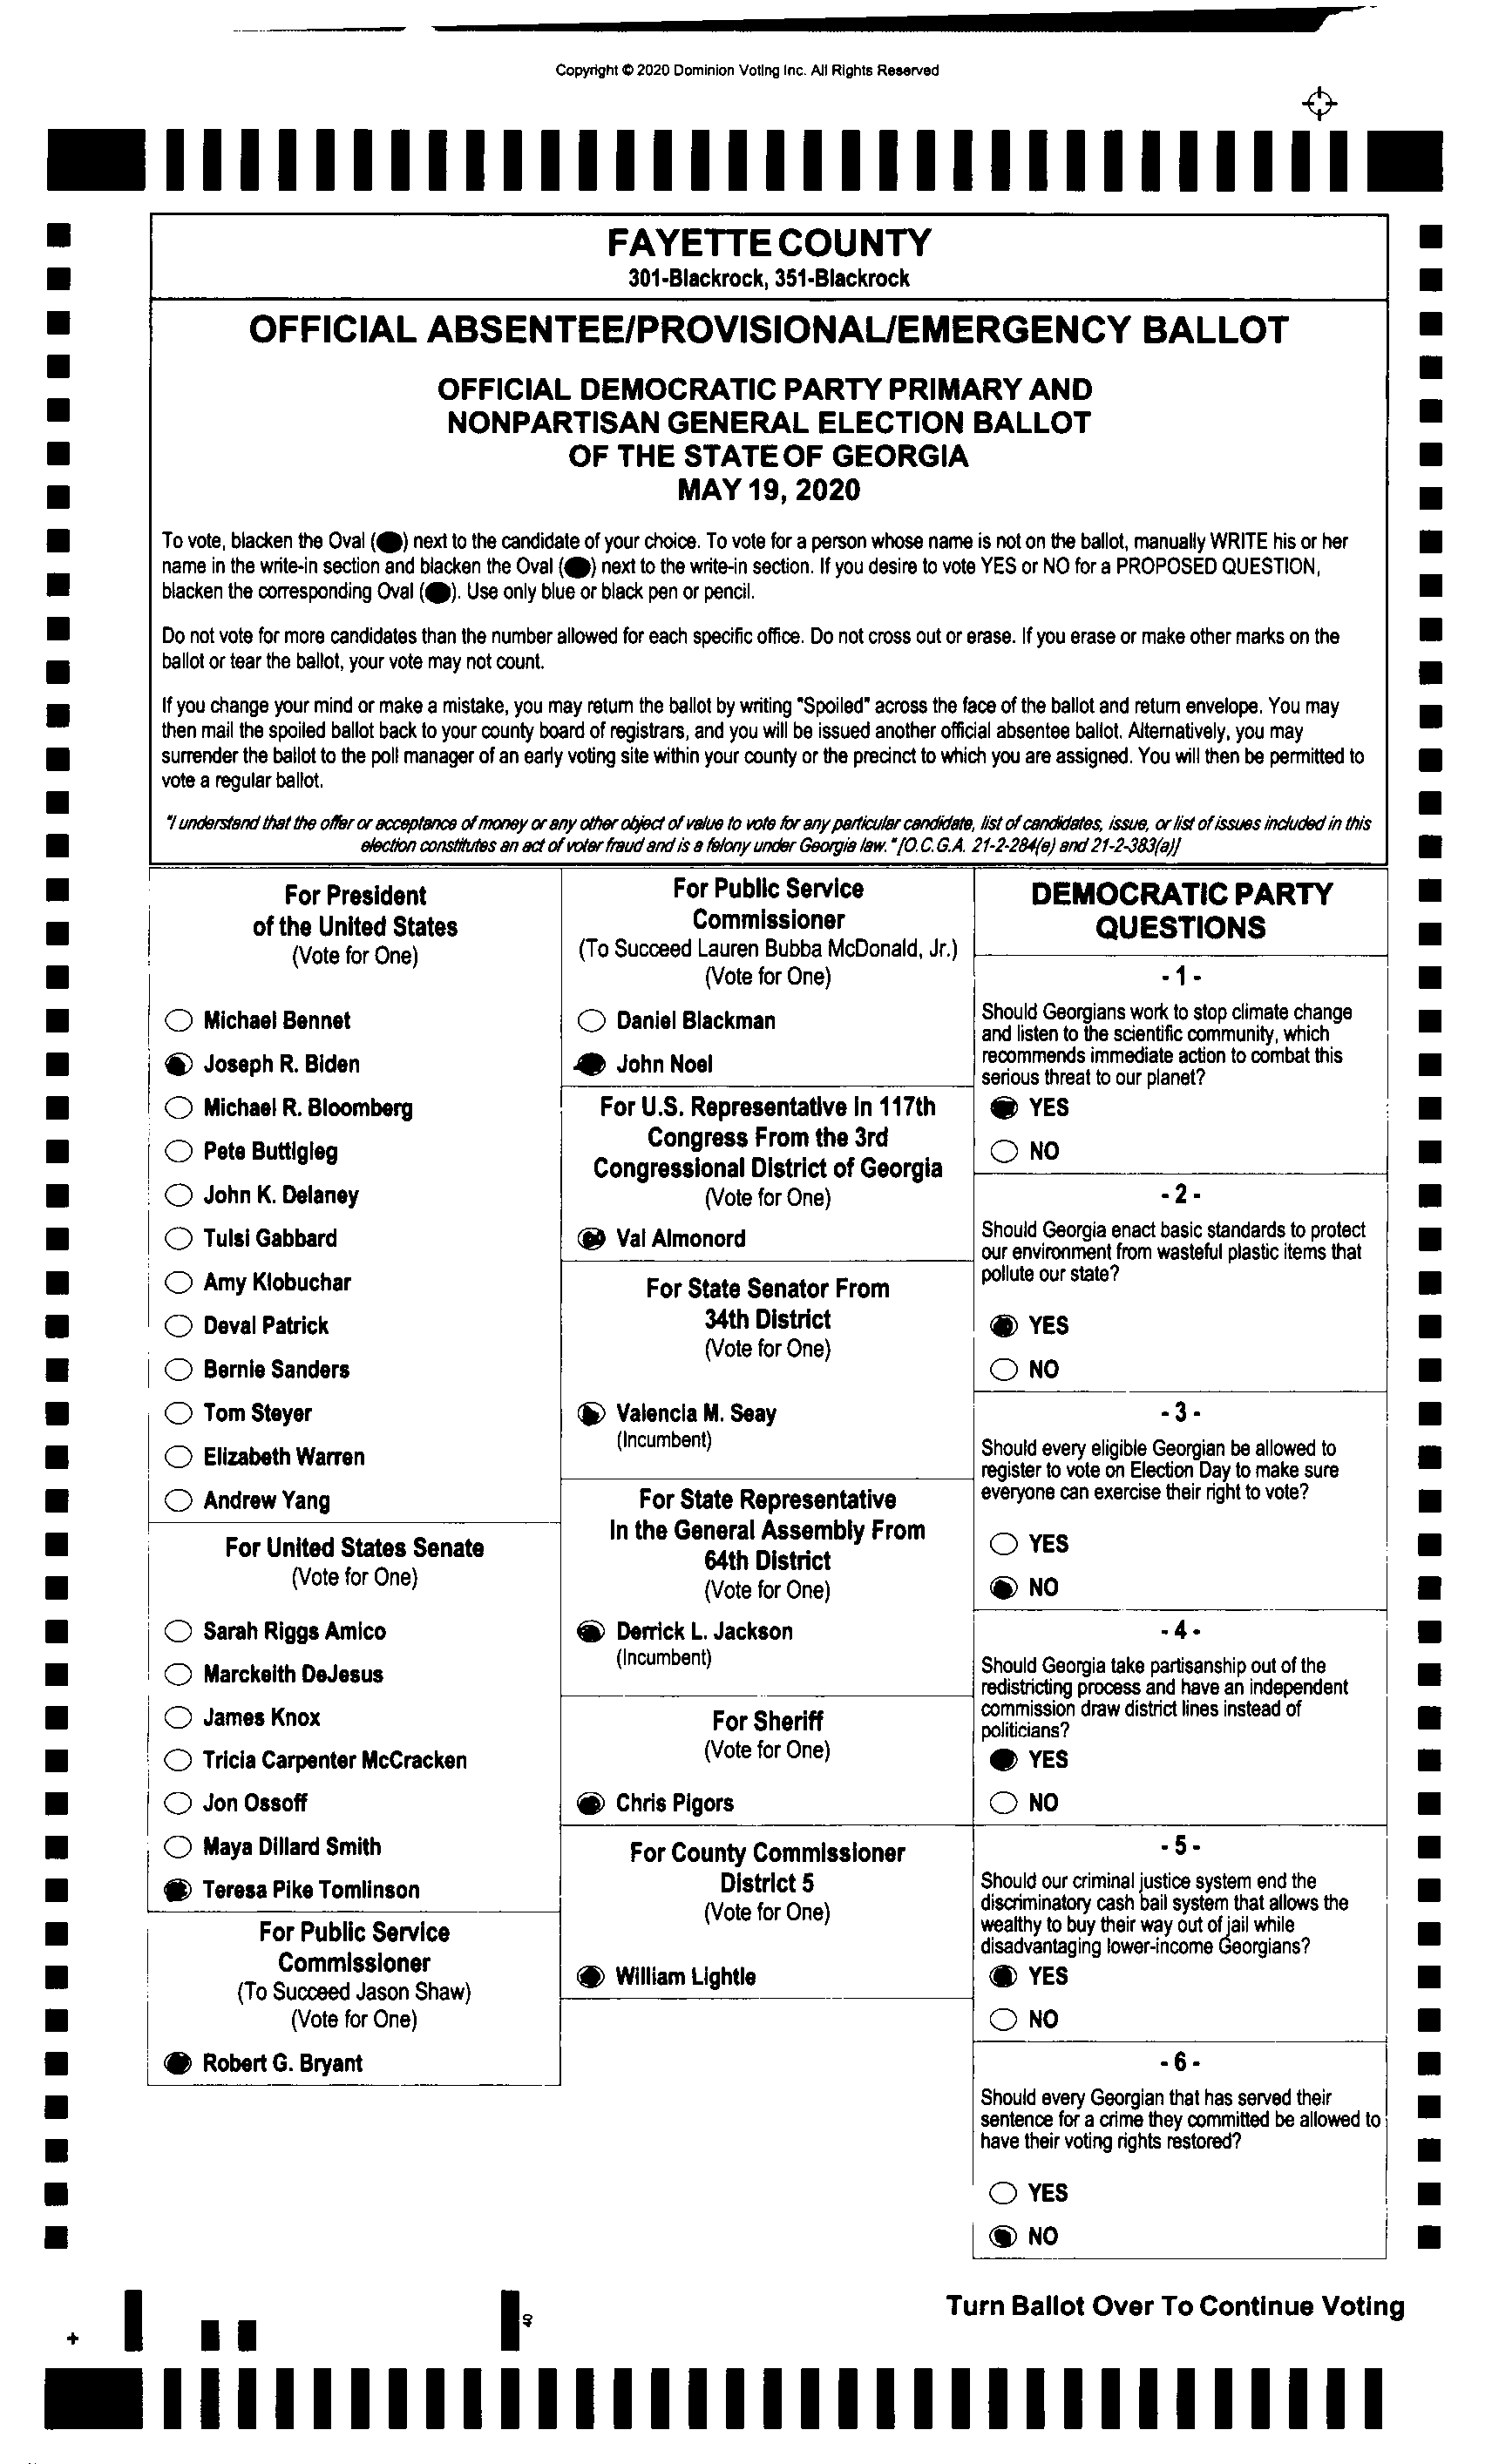 Copyright © 2020 Dominion Voting Inc. All Rights Reserved
FAYETTE COUNTY
301-Blackrock, 351-Blackrock
OFFICIAL ABSENTEE/PROVISIONAL/EMERGENCY BALLOT
OFFICIAL DEMOCRATIC PARTY PRIMARY AND
NONPARTISAN GENERAL ELECTION BALLOT
OF THE STATE OF GEORGIA
MAY 19, 2020
To vote, blacken the Oval (●) next to the candidate of your choice. To vote for a person whose name is not on the ballot, manually WRITE his or her
name in the write-in section and blacken the Oval (●) next to the write-in section. If you desire to vote YES or NO for a PROPOSED QUESTION,
blacken the corresponding Oval (●). Use only blue or black pen or pencil.
Do not vote for more candidates than the number allowed for each specific office. Do not cross out or erase. If you erase or make other marks on the
ballot or tear the ballot, your vote may not count.
If you change your mind or make a mistake, you may return the ballot by writing "Spoiled" across the face of the ballot and return envelope. You may
then mail the spoiled ballot back to your county board of registrars, and you will be issued another official absentee ballot. Alternatively, you may
surrender the ballot to the poll manager of an early voting site within your county or the precinct to which you are assigned. You will then be permitted to
vote a regular ballot.
"I understand that the offer or acceptance of money or any other object of value to vote for any particular candidate, list of candidates, issue, or list of issues included in this
election constitutes an act of voter fraud and is a felony under Georgia law." [O.C.G.A. 21-2-284(e) and 21-2-383(a)]
For President
of the United States
(Vote for One)
Michael Bennet
Joseph R. Biden
Michael R. Bloomberg
Pete Buttigieg
John K. Delaney
Tulsi Gabbard
Amy Klobuchar
Deval Patrick
Bernie Sanders
Tom Steyer
Elizabeth Warren
Andrew Yang
For United States Senate
(Vote for One)
Sarah Riggs Amico
Marckeith DeJesus
James Knox
Tricia Carpenter McCracken
Jon Ossoff
Maya Dillard Smith
Teresa Pike Tomlinson
For Public Service
Commissioner
(To Succeed Jason Shaw)
(Vote for One)
Robert G. Bryant
For Public Service
Commissioner
(To Succeed Lauren Bubba McDonald, Jr.)
(Vote for One)
Daniel Blackman
John Noel
For U.S. Representative in 117th
Congress From the 3rd
Congressional District of Georgia
(Vote for One)
Val Almonord
For State Senator From
34th District
(Vote for One)
Valencia M. Seay
(Incumbent)
For State Representative
In the General Assembly From
64th District
(Vote for One)
Derrick L. Jackson
(Incumbent)
For Sheriff
(Vote for One)
Chris Pigors
For County Commissioner
District 5
(Vote for One)
William Lightle
DEMOCRATIC PARTY
QUESTIONS
- 1 -
Should Georgians work to stop climate change
and listen to the scientific community, which
recommends immediate action to combat this
serious threat to our planet?
YES
NO
- 2 -
Should Georgia enact basic standards to protect
our environment from wasteful plastic items that
pollute our state?
YES
NO
- 3 -
Should every eligible Georgian be allowed to
register to vote on Election Day to make sure
everyone can exercise their right to vote?
YES
NO
- 4 -
Should Georgia take partisanship out of the
redistricting process and have an independent
commission draw district lines instead of
politicians?
YES
NO
- 5 -
Should our criminal justice system end the
discriminatory cash bail system that allows the
wealthy to buy their way out of jail while
disadvantaging lower-income Georgians?
YES
NO
- 6 -
Should every Georgian that has served their
sentence for a crime they committed be allowed to
have their voting rights restored?
YES
NO
Turn Ballot Over To Continue Voting